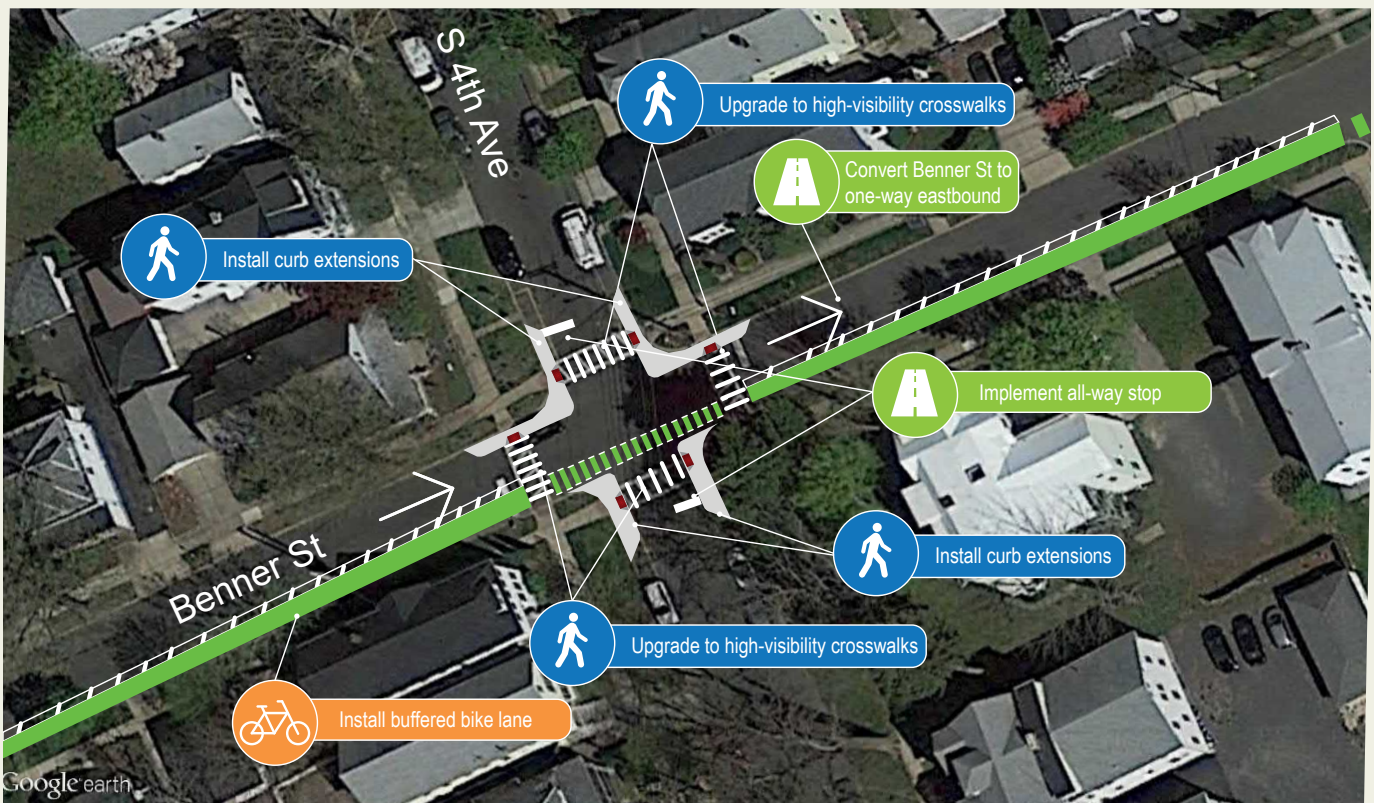 S 4th Ave
Upgrade to high-visibility crosswalks
Convert Benner St to
one-way eastbound
Install curb extensions
Implement all-way stop
Benner St
Install curb extensions
Upgrade to high-visibility crosswalks
Install buffered bike lane
Google earth